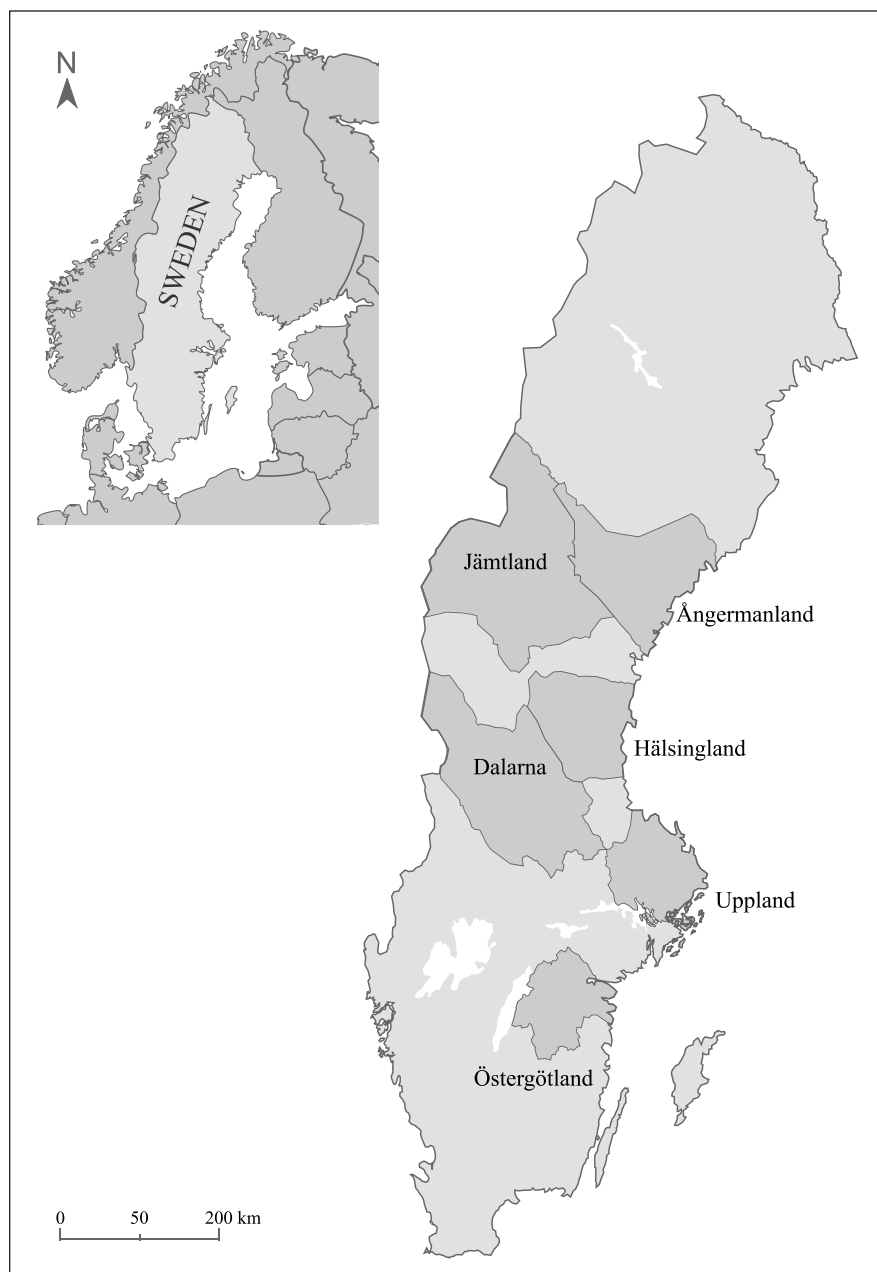 N
SWEDEN
Jämtland
Ångermanland
Hälsingland
Dalarna
Uppland
Östergötland
0 50 200 km